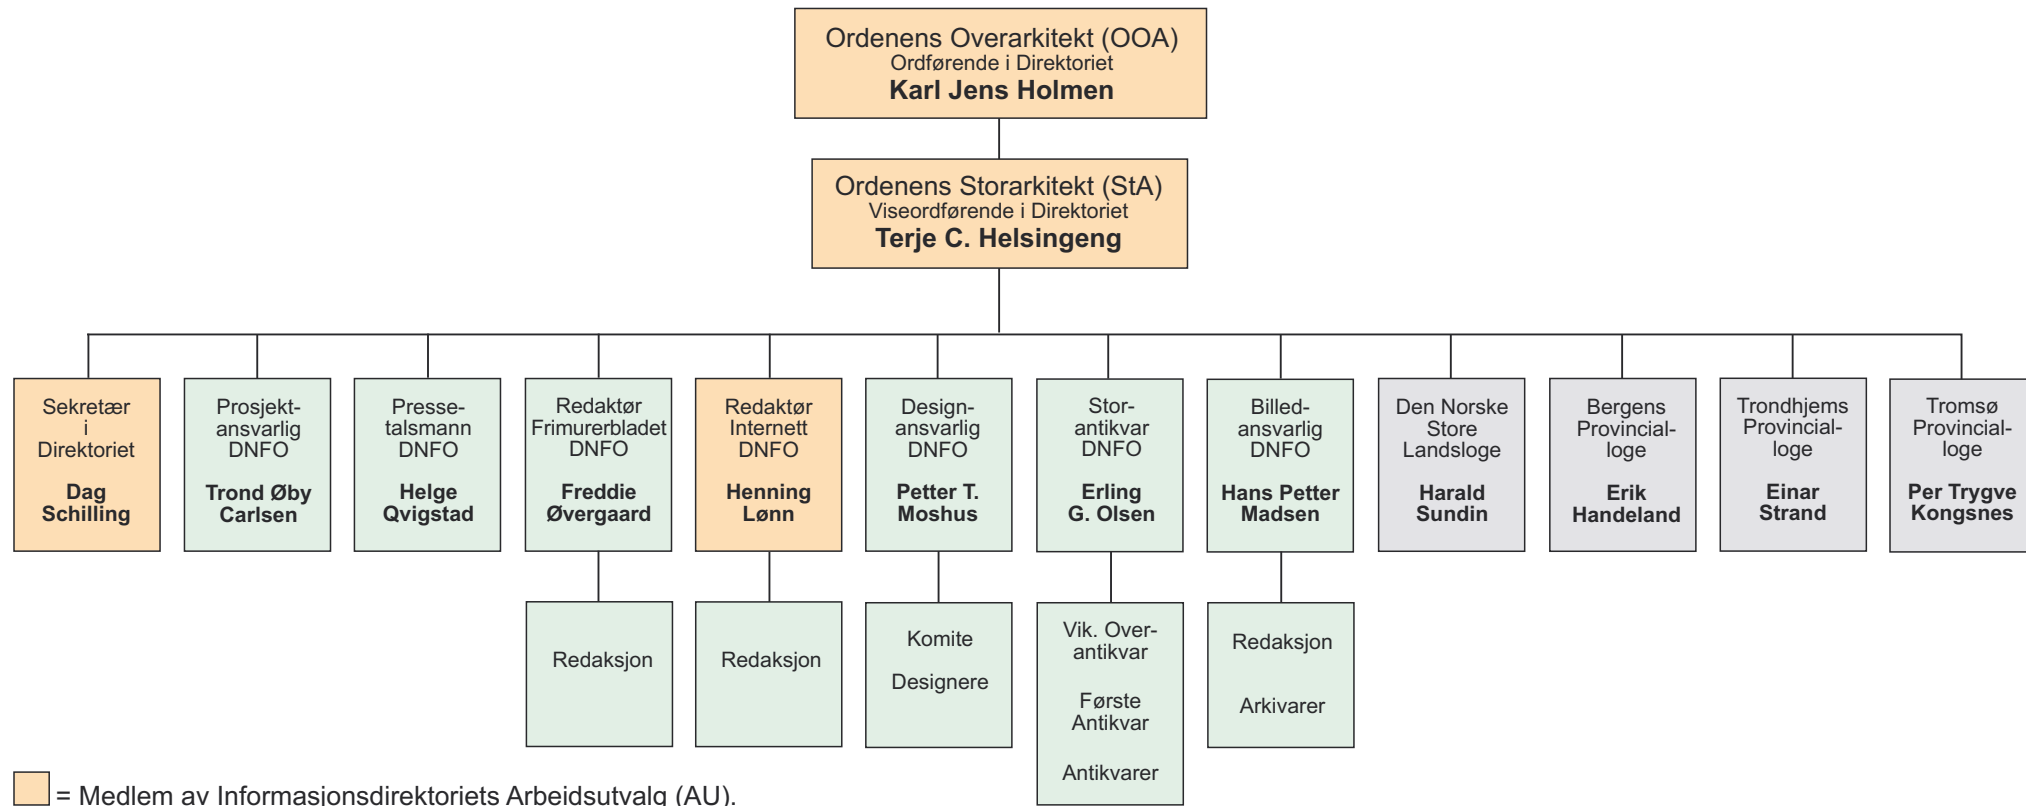 Ordenens Overarkitekt (OOA)
Ordførende i Direktoriet
Karl Jens Holmen
Ordenens Storarkitekt (StA)
Viseordførende i Direktoriet
Terje C. Helsingeng
Sekretær
i
Direktoriet
Dag
Schilling
Prosjekt-
ansvarlig
DNFO
Trond Øby
Carlsen
Presse-
talsmann
DNFO
Helge
Qvigstad
Redaktør
Frimurerbladet
DNFO
Freddie
Øvergaard
Redaktør
Internett
DNFO
Henning
Lønn
Design-
ansvarlig
DNFO
Petter T.
Moshus
Stor-
antikvar
DNFO
Erling
G. Olsen
Billed-
ansvarlig
DNFO
Hans Petter
Madsen
Den Norske
Store
Landsloge
Harald
Sundin
Bergens
Provincial-
loge
Erik
Handeland
Trondhjems
Provincial-
loge
Einar
Strand
Tromsø
Provincial-
loge
Per Trygve
Kongsnes
Redaksjon
Redaksjon
Komite
Designere
Vik. Over-
antikvar
Første
Antikvar
Antikvarer
Redaksjon
Arkivarer
= Medlem av Informasjonsdirektoriets Arbeidsutvalg (AU).